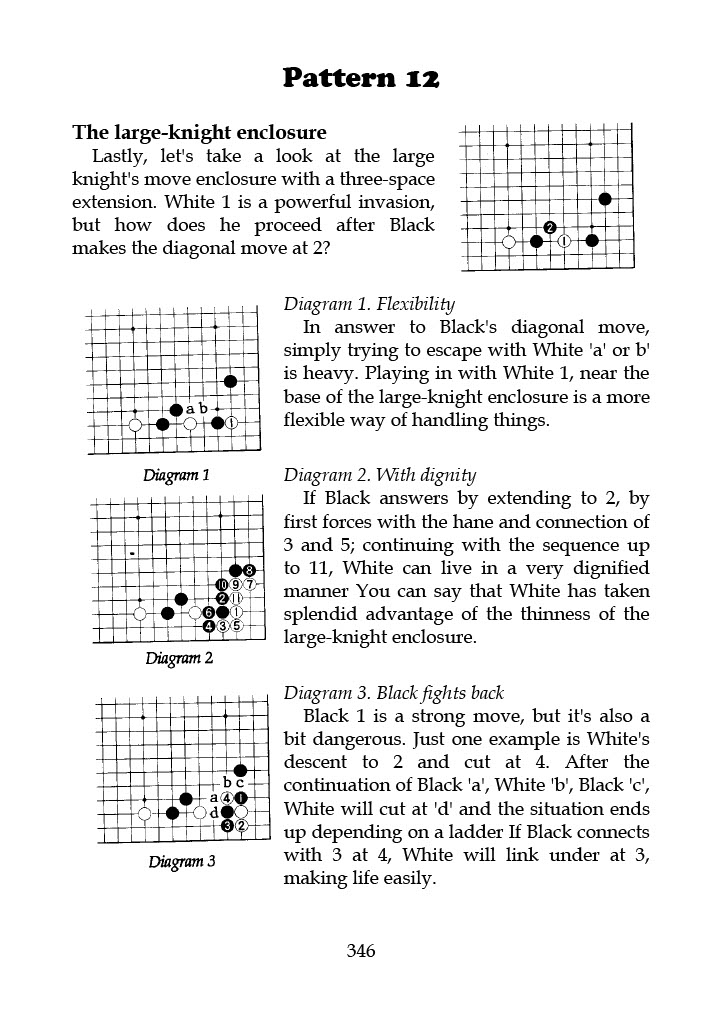 Pattern 12
The large-knight enclosure
Lastly, let's take a look at the large
knight's move enclosure with a three-space
extension. White 1 is a powerful invasion,
but how does he proceed after Black
makes the diagonal move at 2?
2
1
Diagram 1. Flexibility
In answer to Black's diagonal move,
simply trying to escape with White 'a' or b'
is heavy. Playing in with White 1, near the
base of the large-knight enclosure is a more
flexible way of handling things.
a b
1
Diagram 1
Diagram 2. With dignity
If Black answers by extending to 2, by
first forces with the hane and connection of
3 and 5; continuing with the sequence up
to 11, White can live in a very dignified
manner You can say that White has taken
splendid advantage of the thinness of the
large-knight enclosure.
8
10 9 7
2 11
6 1
4 3 5
Diagram 2
Diagram 3. Black fights back
Black 1 is a strong move, but it's also a
bit dangerous. Just one example is White's
descent to 2 and cut at 4. After the
continuation of Black 'a', White 'b', Black 'c',
White will cut at 'd' and the situation ends
up depending on a ladder If Black connects
with 3 at 4, White will link under at 3,
making life easily.
b c
a 4 1
d
3 2
Diagram 3
346